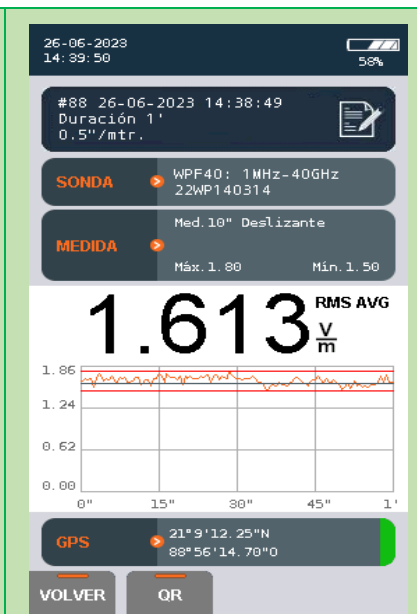 26-06-2023
14:39:50
58%
#88 26-06-2023 14:38:49
Duración 1'
0.5"/mtr.
SONDA
WPF40: 1MHz-40GHz
22WP140314
MEDIDA
Med.10" Deslizante
Máx.1.80 Mín.1.50
1.613 RMS AVG
V/m
1.86
1.24
0.62
0.00
0" 15" 30" 45" 1'
GPS
21°9'12.25"N
88°56'14.70"O
VOLVER QR